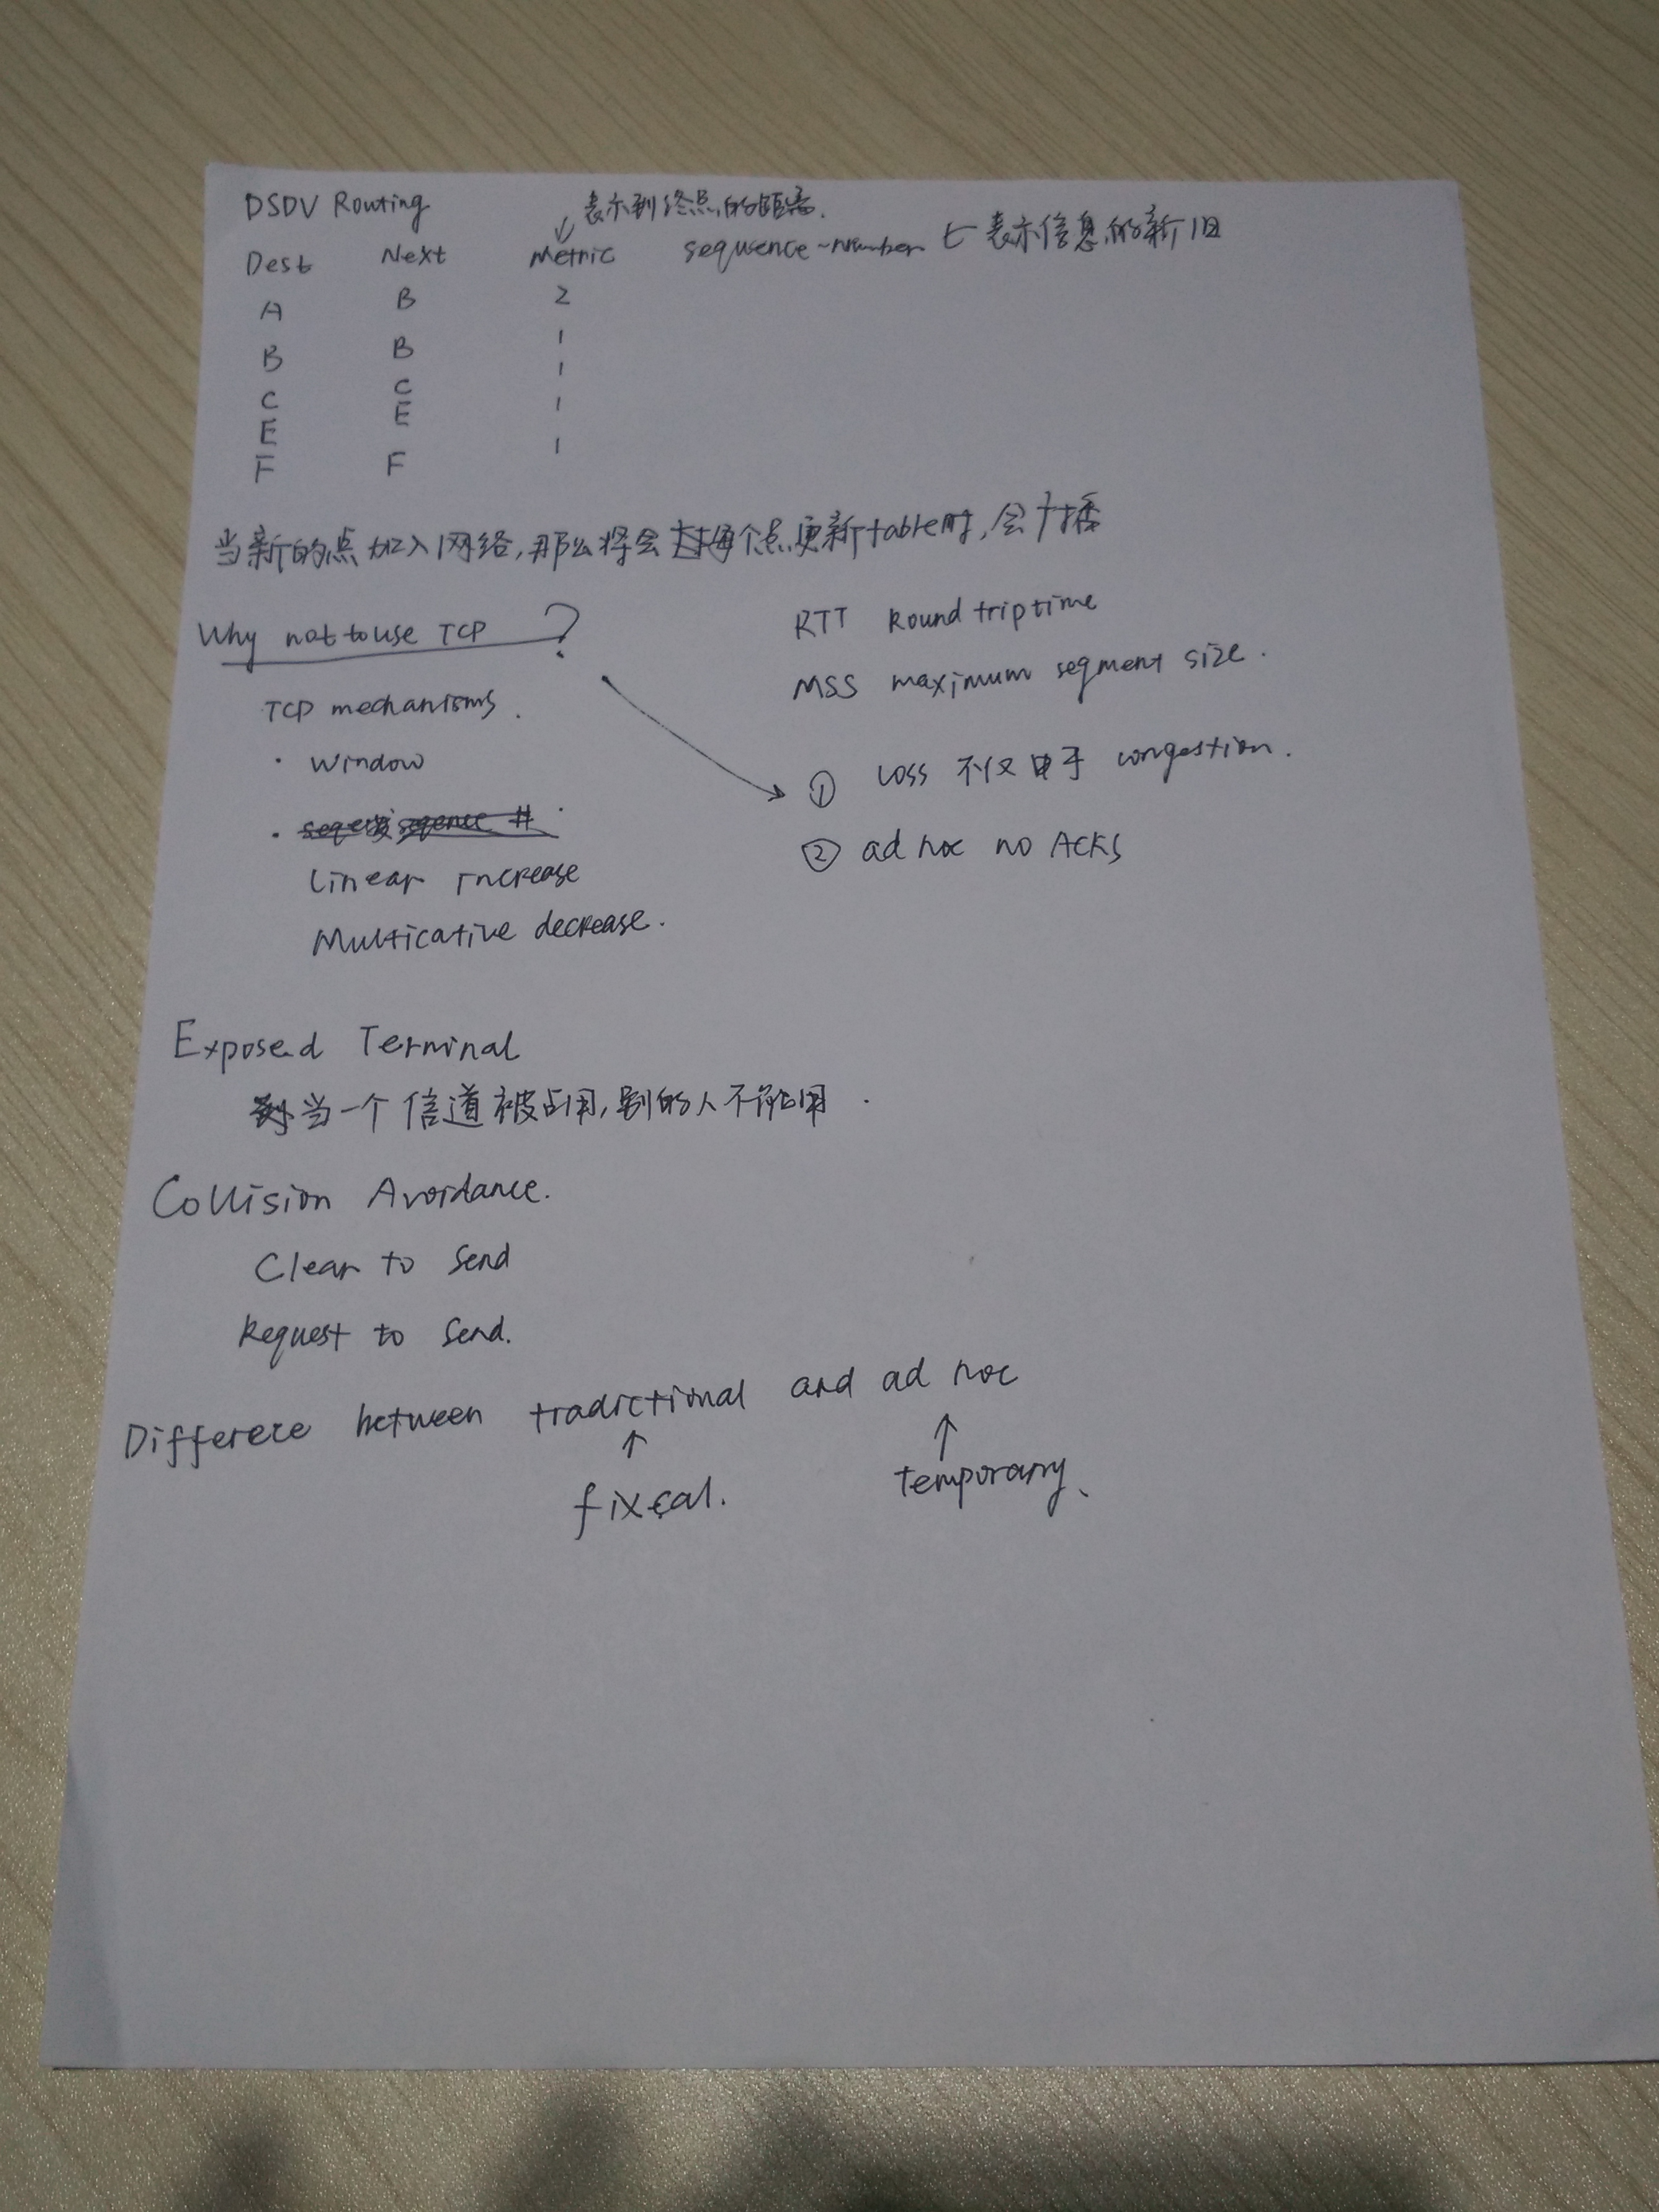 DSDV Routing
表示到终点的距离.
Dest Next Metric sequence-number ← 表示信息的新旧
A B 2
B B 1
C C 1
E E 1
F F 1
当新的点加入网络,那么将会每个点更新table时,会广播
Why not to use TCP ?
RTT Round trip time
MSS maximum segment size.
TCP mechanisms.
· Window
① Loss 不仅由于 congestion.
② ad hoc no ACKs
Linear increase
Multicative decrease.
Exposed Terminal
当一个信道被占用,别的人不能占用.
Collision Avoidance.
Clear to Send
Request to Send.
Differece between tradictional and ad hoc
↑ ↑
temporary